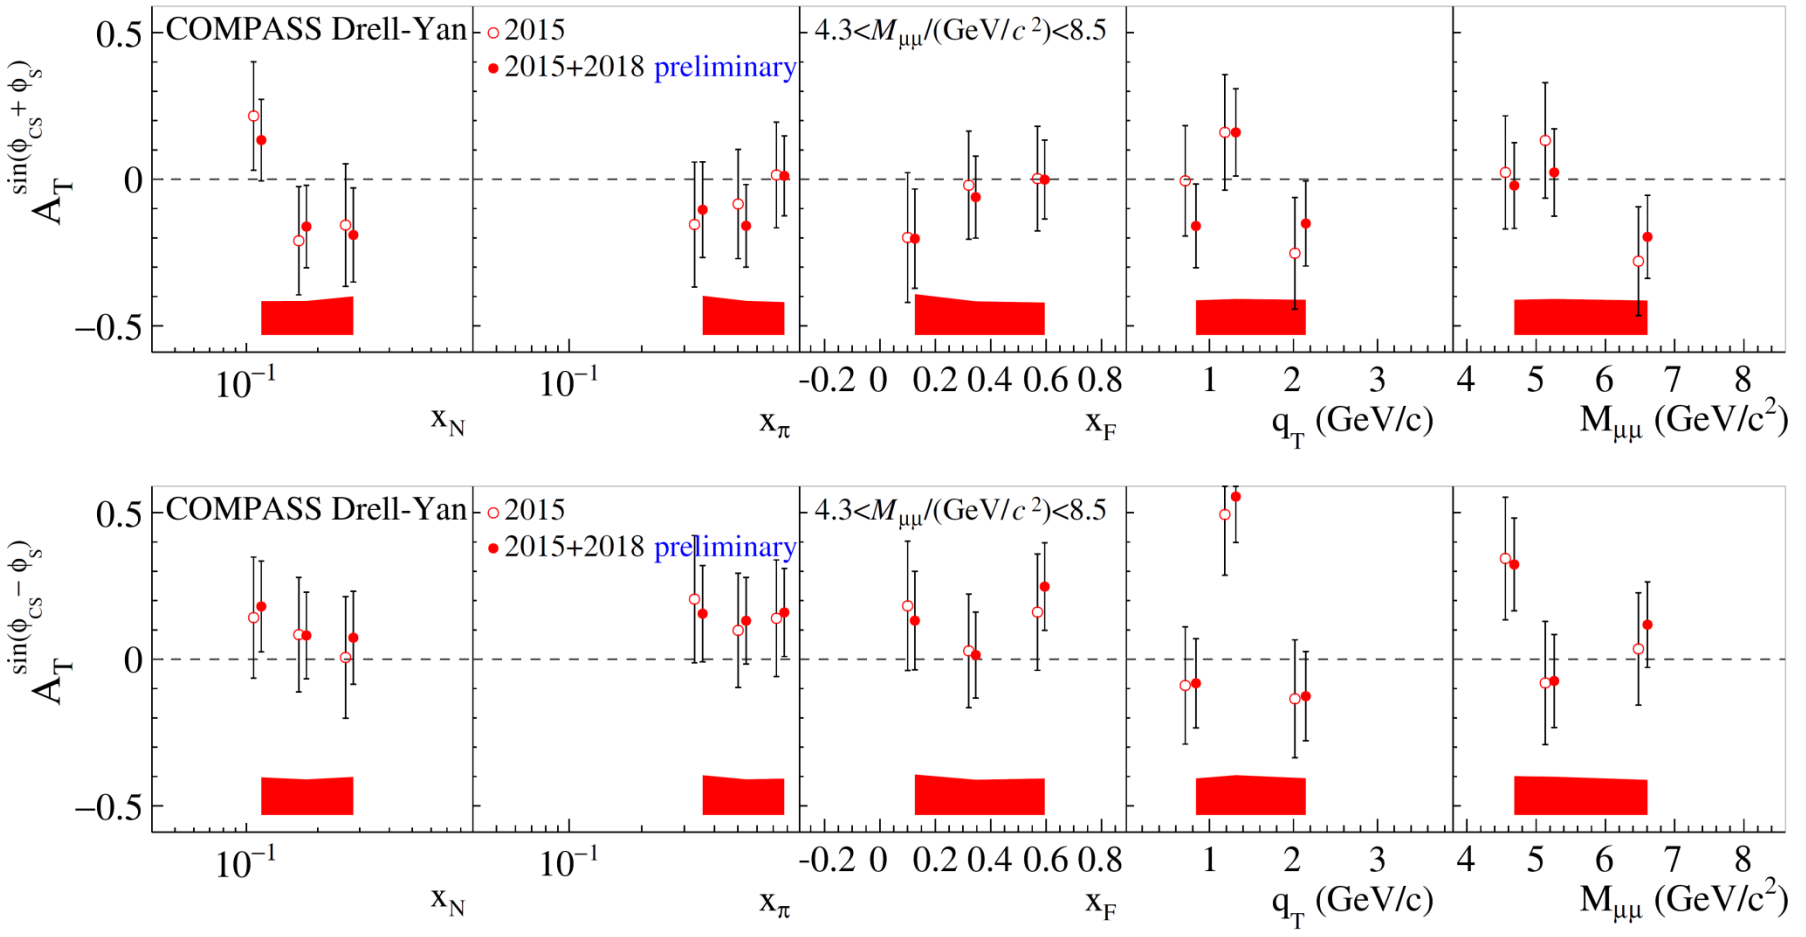 COMPASS Drell-Yan
2015
2015+2018 preliminary
4.3<Mμμ/(GeV/c²)<8.5
A_T^sin(ϕ_CS + ϕ_S)
0.5
0
−0.5
10⁻¹
x_N
10⁻¹
x_π
-0.2 0 0.2 0.4 0.6 0.8
x_F
1 2 3
q_T (GeV/c)
4 5 6 7 8
M_μμ (GeV/c²)
COMPASS Drell-Yan
2015
2015+2018 preliminary
4.3<Mμμ/(GeV/c²)<8.5
A_T^sin(ϕ_CS − ϕ_S)
0.5
0
−0.5
10⁻¹
x_N
10⁻¹
x_π
-0.2 0 0.2 0.4 0.6 0.8
x_F
1 2 3
q_T (GeV/c)
4 5 6 7 8
M_μμ (GeV/c²)